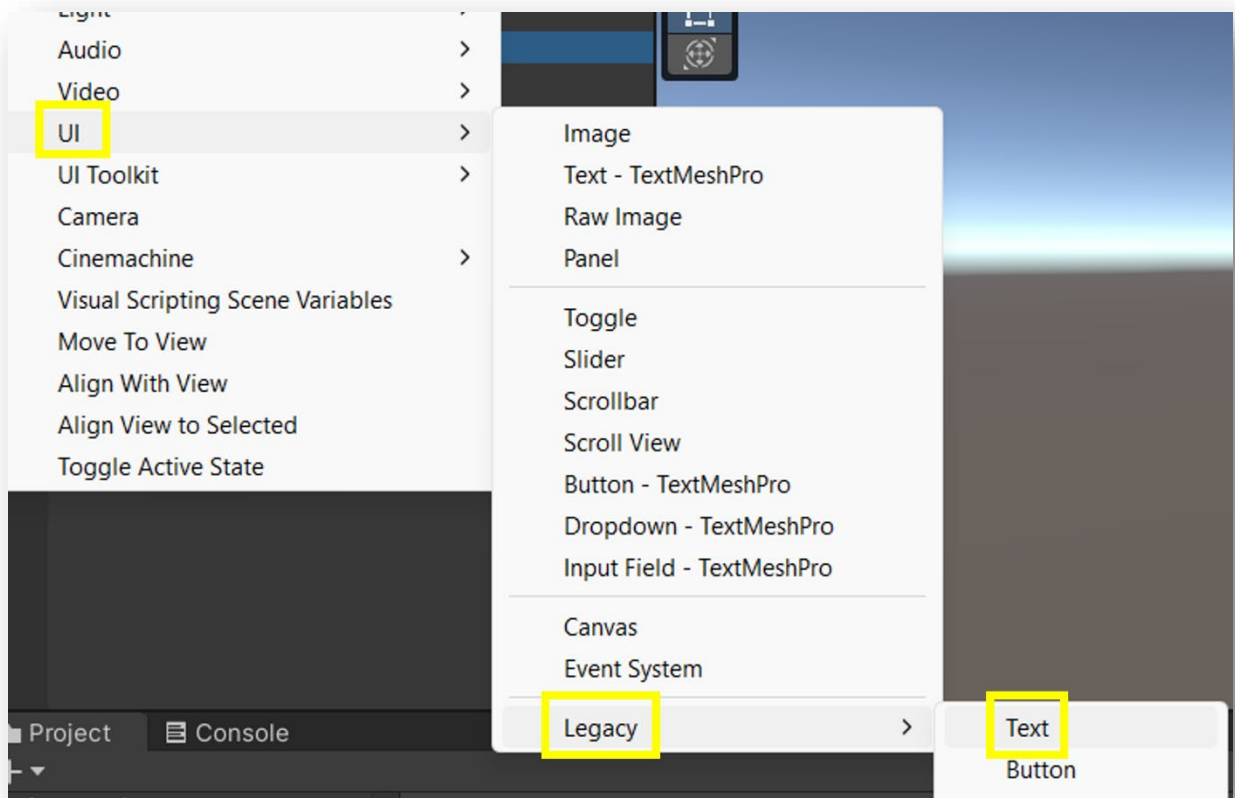 Light
Audio
Video
UI
UI Toolkit
Camera
Cinemachine
Visual Scripting Scene Variables
Move To View
Align With View
Align View to Selected
Toggle Active State
Image
Text - TextMeshPro
Raw Image
Panel
Toggle
Slider
Scrollbar
Scroll View
Button - TextMeshPro
Dropdown - TextMeshPro
Input Field - TextMeshPro
Canvas
Event System
Legacy
Text
Button
Project
Console